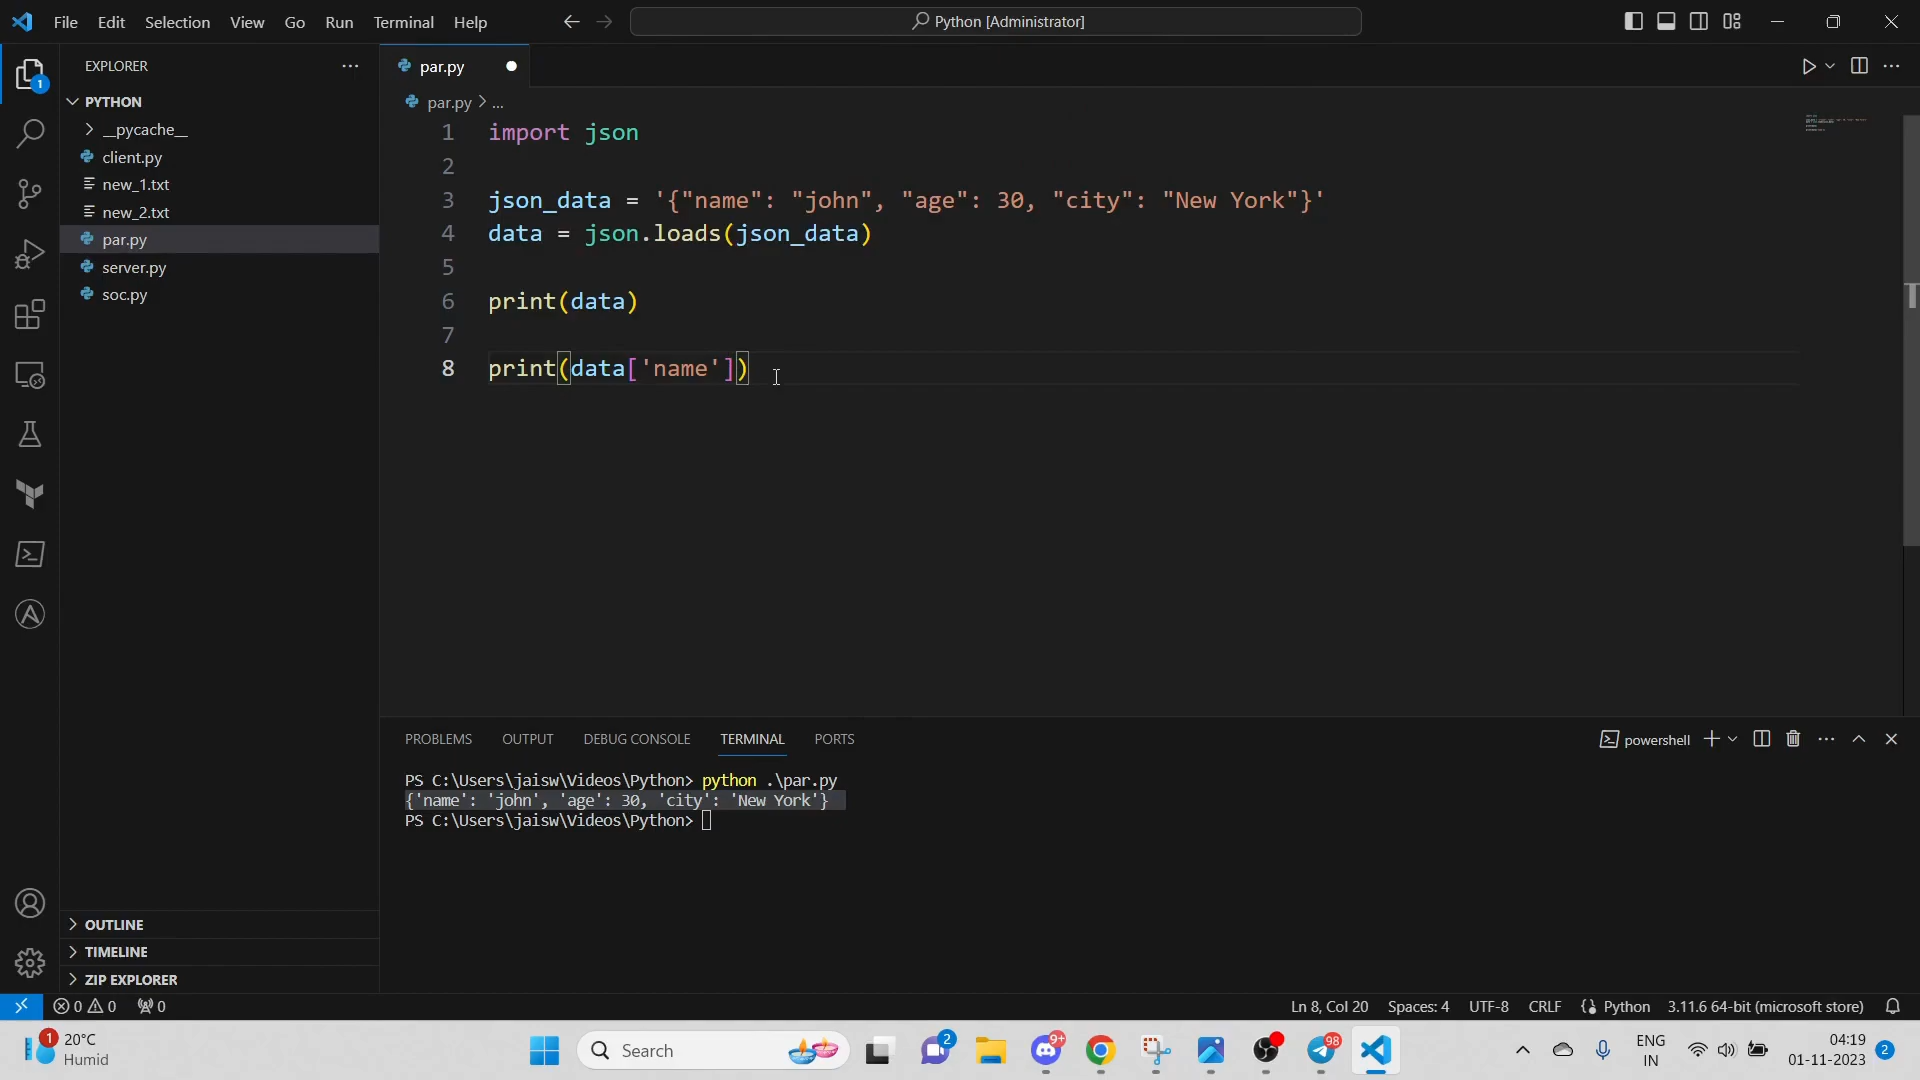 File Edit Selection View Go Run Terminal Help
Python [Administrator]
EXPLORER
par.py
1
PYTHON
par.py > ...
__pycache__
client.py
new_1.txt
new_2.txt
par.py
server.py
soc.py
1 import json
2
3 json_data = '{"name": "john", "age": 30, "city": "New York"}'
4 data = json.loads(json_data)
5
6 print(data)
7
8 print(data['name'])
PROBLEMS OUTPUT DEBUG CONSOLE TERMINAL PORTS
powershell
PS C:\Users\jaisw\Videos\Python> python .\par.py
{'name': 'john', 'age': 30, 'city': 'New York'}
PS C:\Users\jaisw\Videos\Python>
OUTLINE
TIMELINE
ZIP EXPLORER
0 0 0
Ln 8, Col 20 Spaces: 4 UTF-8 CRLF Python 3.11.6 64-bit (microsoft store)
1
20°C
Humid
Search
2
9+
98
ENG
IN
04:19
01-11-2023
2